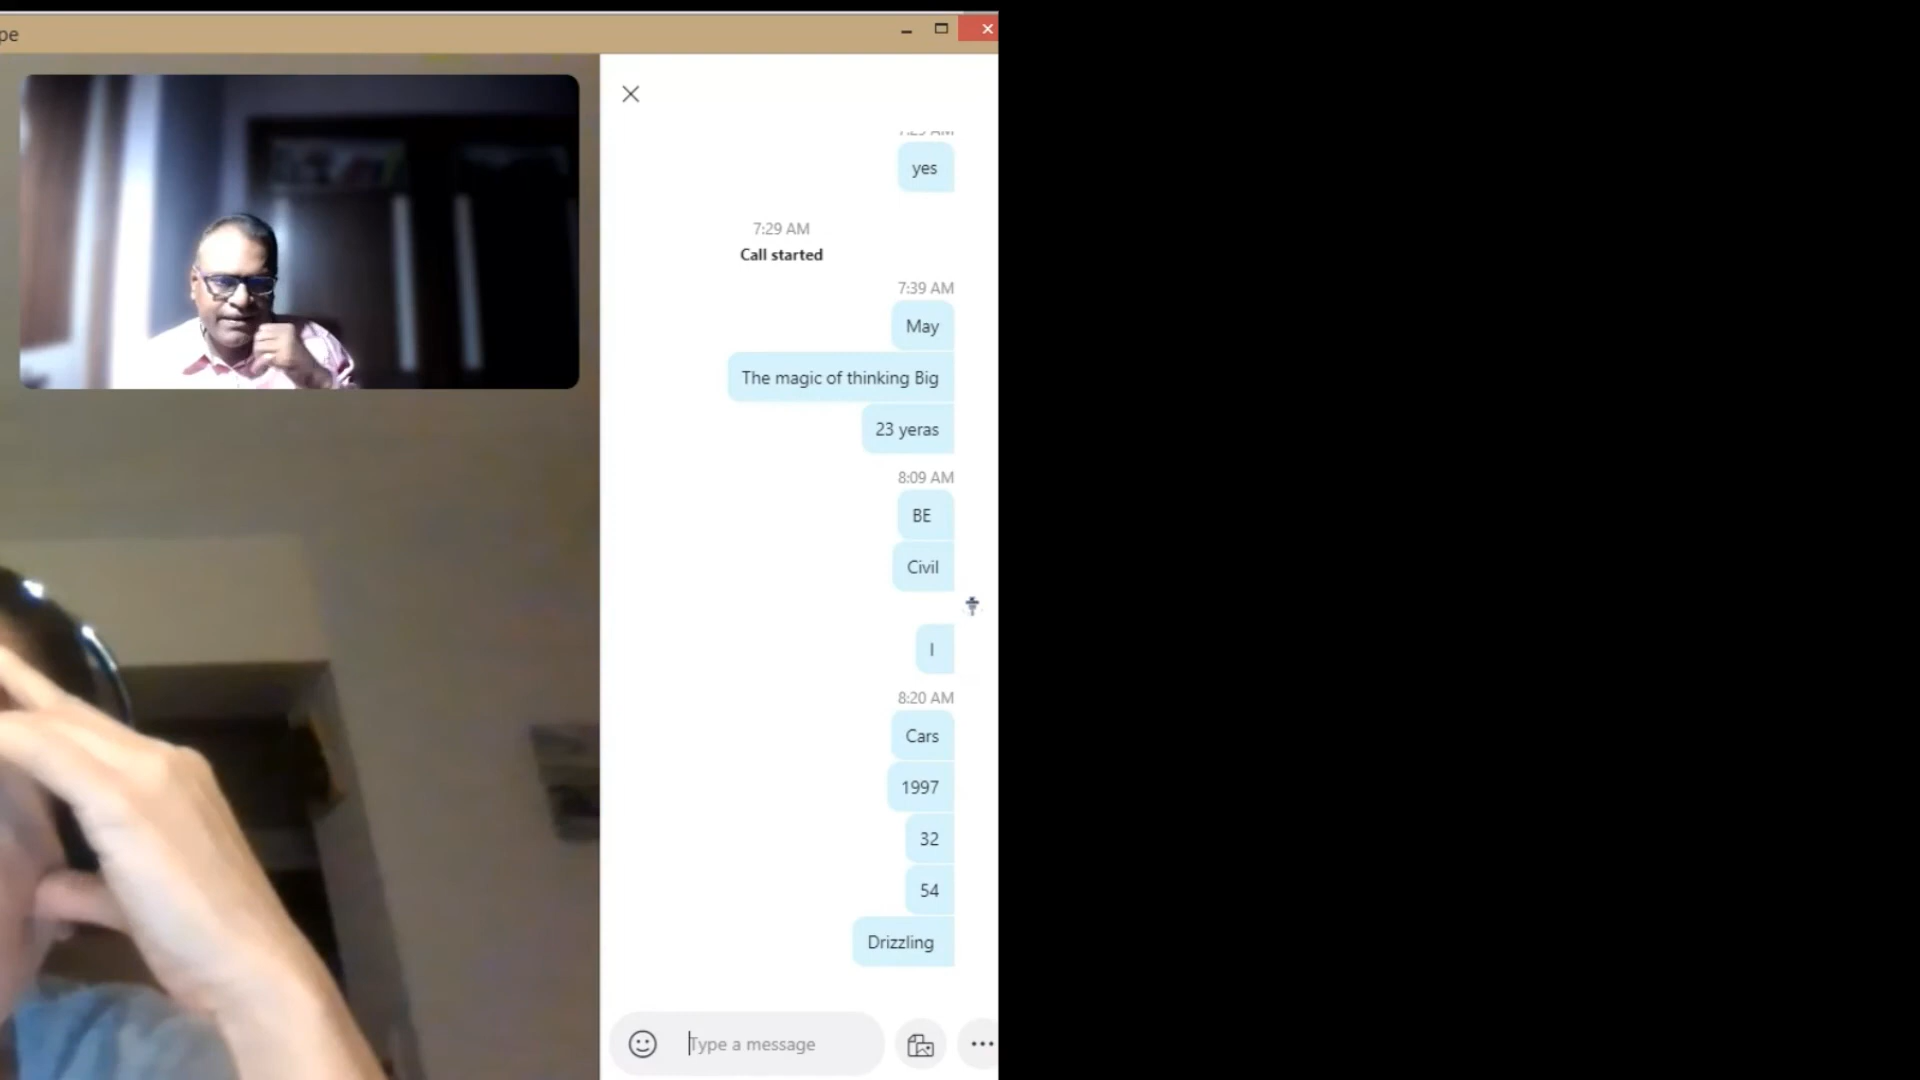 pe
yes
7:29 AM
Call started
7:39 AM
May
The magic of thinking Big
23 yeras
8:09 AM
BE
Civil
I
8:20 AM
Cars
1997
32
54
Drizzling
Type a message